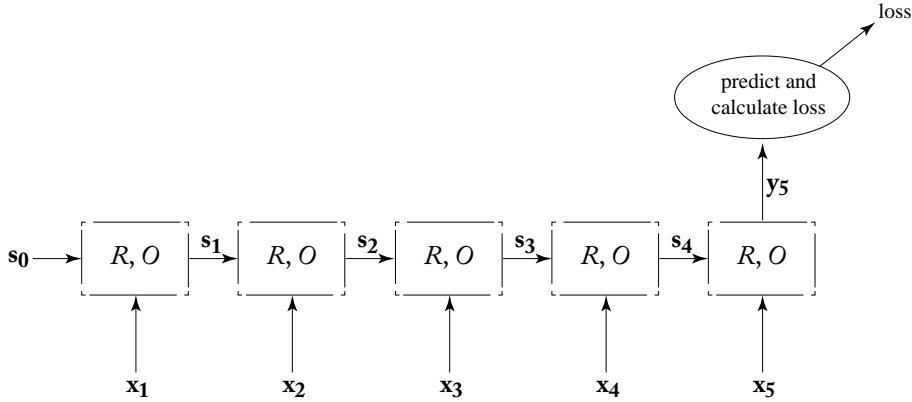 loss
predict and
calculate loss
y5
s0 R, O s1 R, O s2 R, O s3 R, O s4 R, O
x1 x2 x3 x4 x5